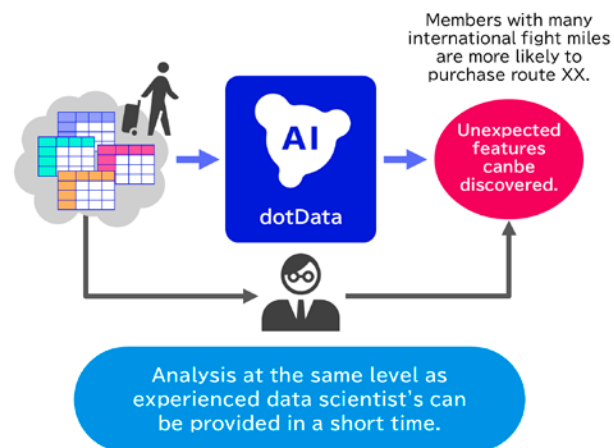 Members with many
international fight miles
are more likely to
purchase route XX.
AI
dotData
Unexpected
features
canbe
discovered.
Analysis at the same level as
experienced data scientist's can
be provided in a short time.